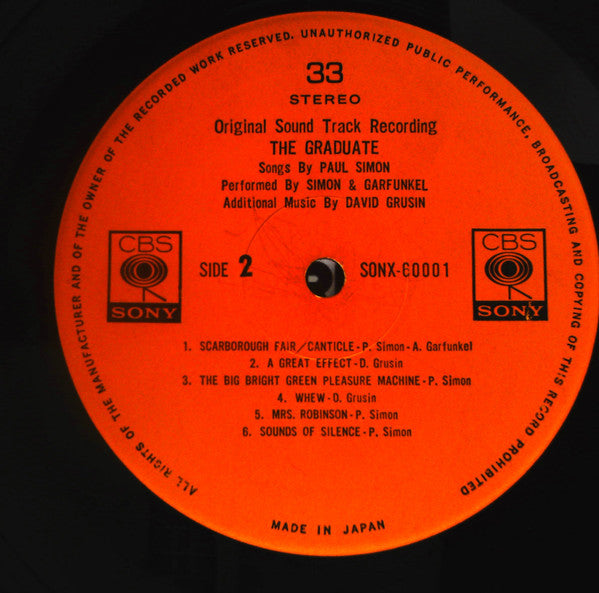 ALL RIGHTS OF THE MANUFACTURER AND OF THE OWNER OF THE RECORDED WORK RESERVED. UNAUTHORIZED PUBLIC PERFORMANCE, BROADCASTING AND COPYING OF THIS RECORD PROHIBITED
33
STEREO
Original Sound Track Recording
THE GRADUATE
Songs By PAUL SIMON
Performed By SIMON & GARFUNKEL
Additional Music By DAVID GRUSIN
CBS
SONY
SIDE 2
SONX-60001
CBS
SONY
1. SCARBOROUGH FAIR/CANTICLE-P. Simon-A. Garfunkel
2. A GREAT EFFECT-D. Grusin
3. THE BIG BRIGHT GREEN PLEASURE MACHINE-P. Simon
4. WHEW-D. Grusin
5. MRS. ROBINSON-P. Simon
6. SOUNDS OF SILENCE-P. Simon
MADE IN JAPAN